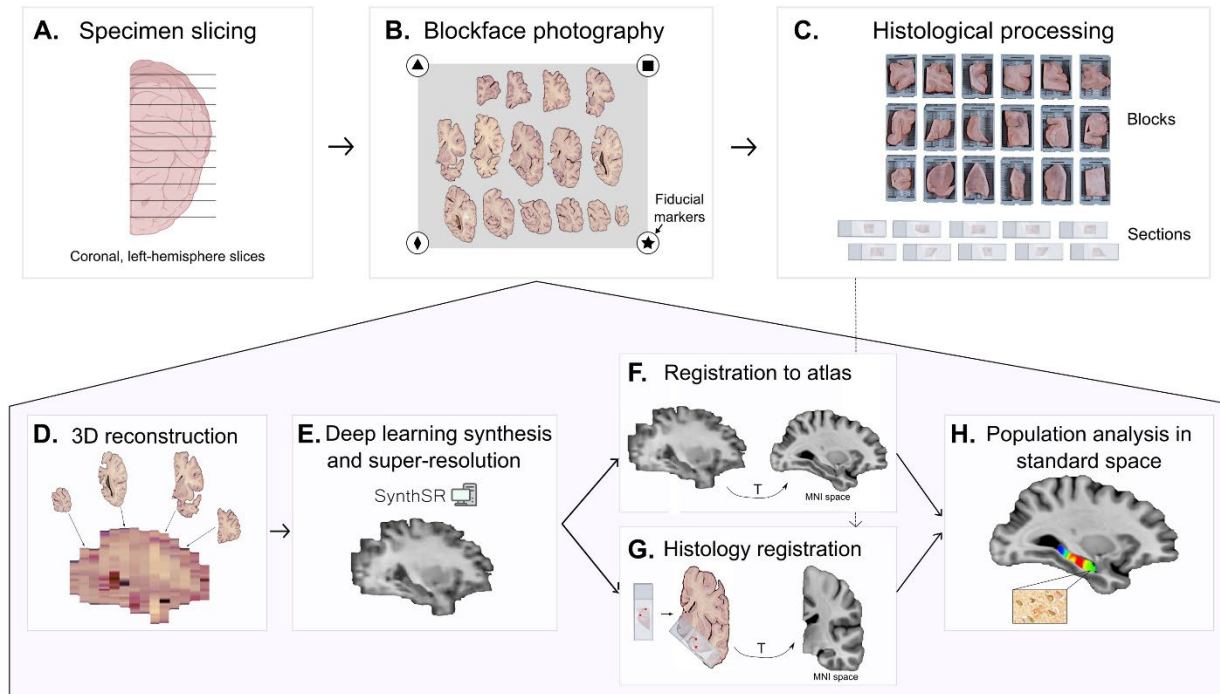 A. Specimen slicing
Coronal, left-hemisphere slices
B. Blockface photography
Fiducial
markers
C. Histological processing
Blocks
Sections
D. 3D reconstruction
E. Deep learning synthesis
and super-resolution
SynthSR
F. Registration to atlas
T
MNI space
G. Histology registration
T
MNI space
H. Population analysis in
standard space